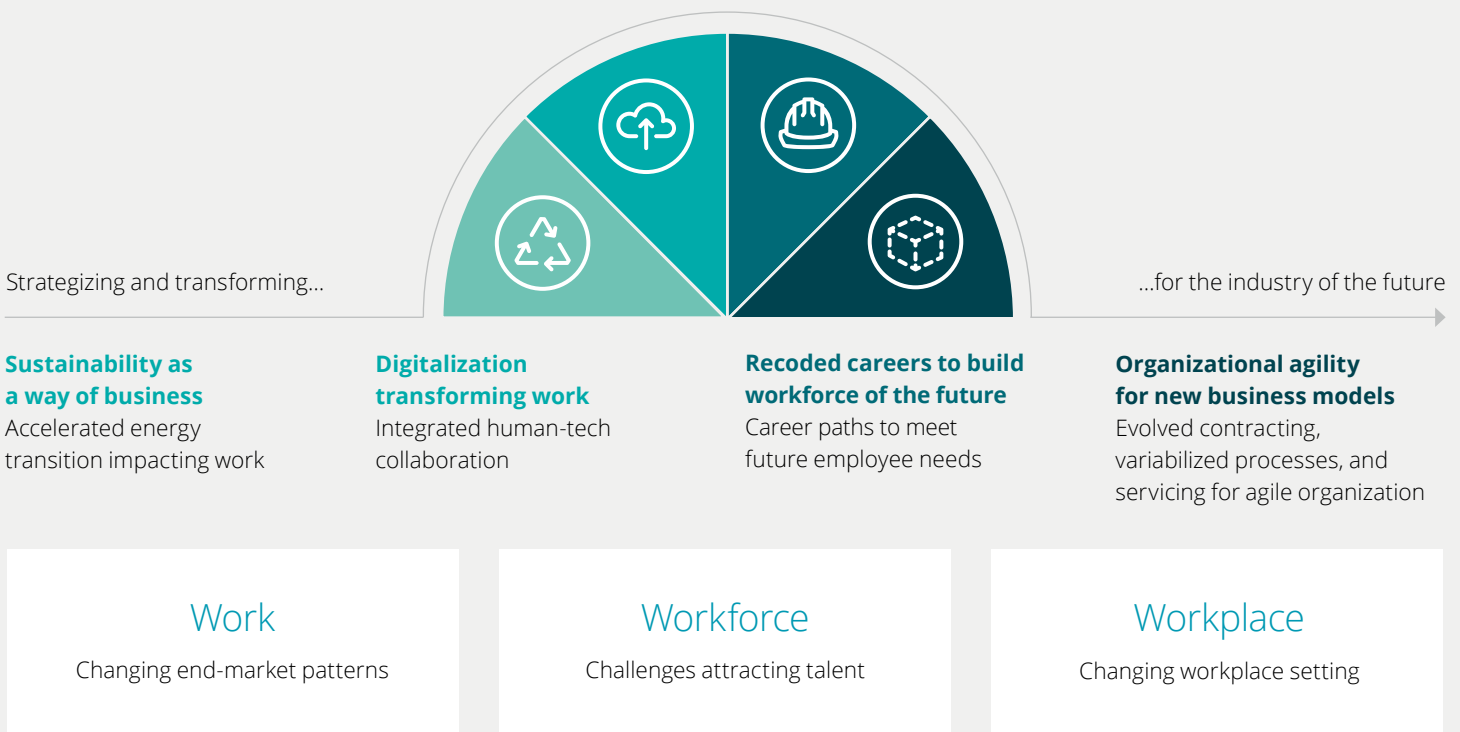 Strategizing and transforming...
...for the industry of the future
Sustainability as
a way of business
Accelerated energy
transition impacting work
Digitalization
transforming work
Integrated human-tech
collaboration
Recoded careers to build
workforce of the future
Career paths to meet
future employee needs
Organizational agility
for new business models
Evolved contracting,
variabilized processes, and
servicing for agile organization
Work
Changing end-market patterns
Workforce
Challenges attracting talent
Workplace
Changing workplace setting